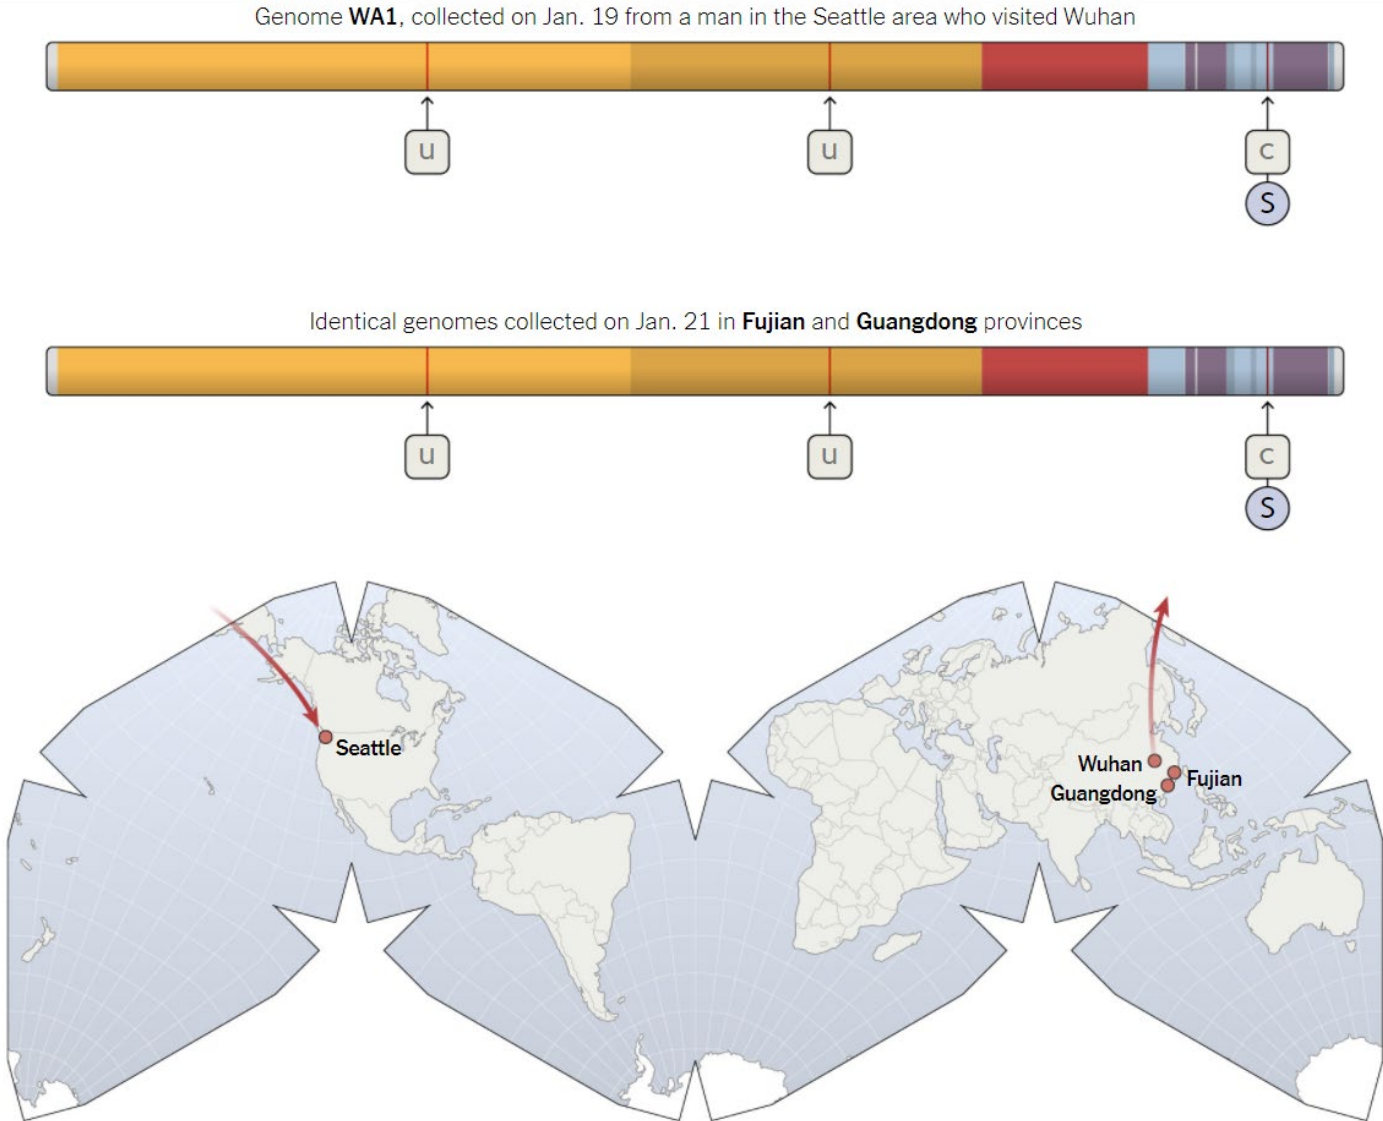 Genome WA1, collected on Jan. 19 from a man in the Seattle area who visited Wuhan
u
u
c
S
Identical genomes collected on Jan. 21 in Fujian and Guangdong provinces
u
u
c
S
Seattle
Wuhan
Fujian
Guangdong